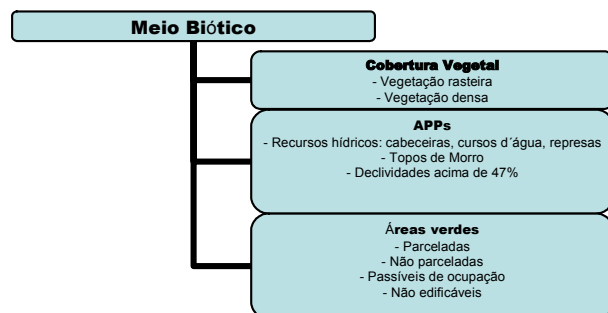 Meio Biótico
Cobertura Vegetal
- Vegetação rasteira
- Vegetação densa
APPs
- Recursos hídricos: cabeceiras, cursos d´água, represas
- Topos de Morro
- Declividades acima de 47%
Áreas verdes
- Parceladas
- Não parceladas
- Passíveis de ocupação
- Não edificáveis